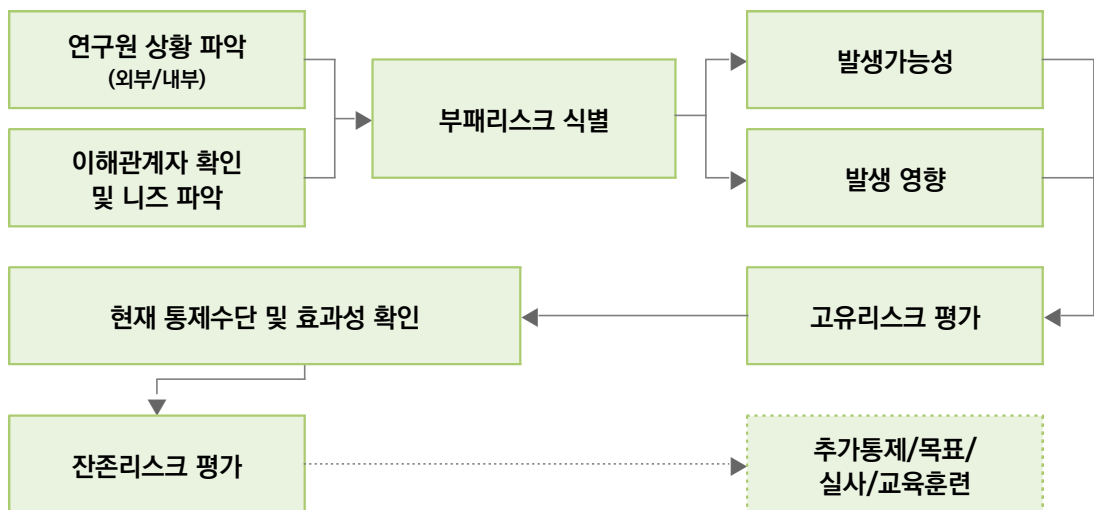 연구원 상황 파악
(외부/내부)
이해관계자 확인
및 니즈 파악
부패리스크 식별
발생가능성
발생 영향
고유리스크 평가
현재 통제수단 및 효과성 확인
잔존리스크 평가
추가통제/목표/
실사/교육훈련